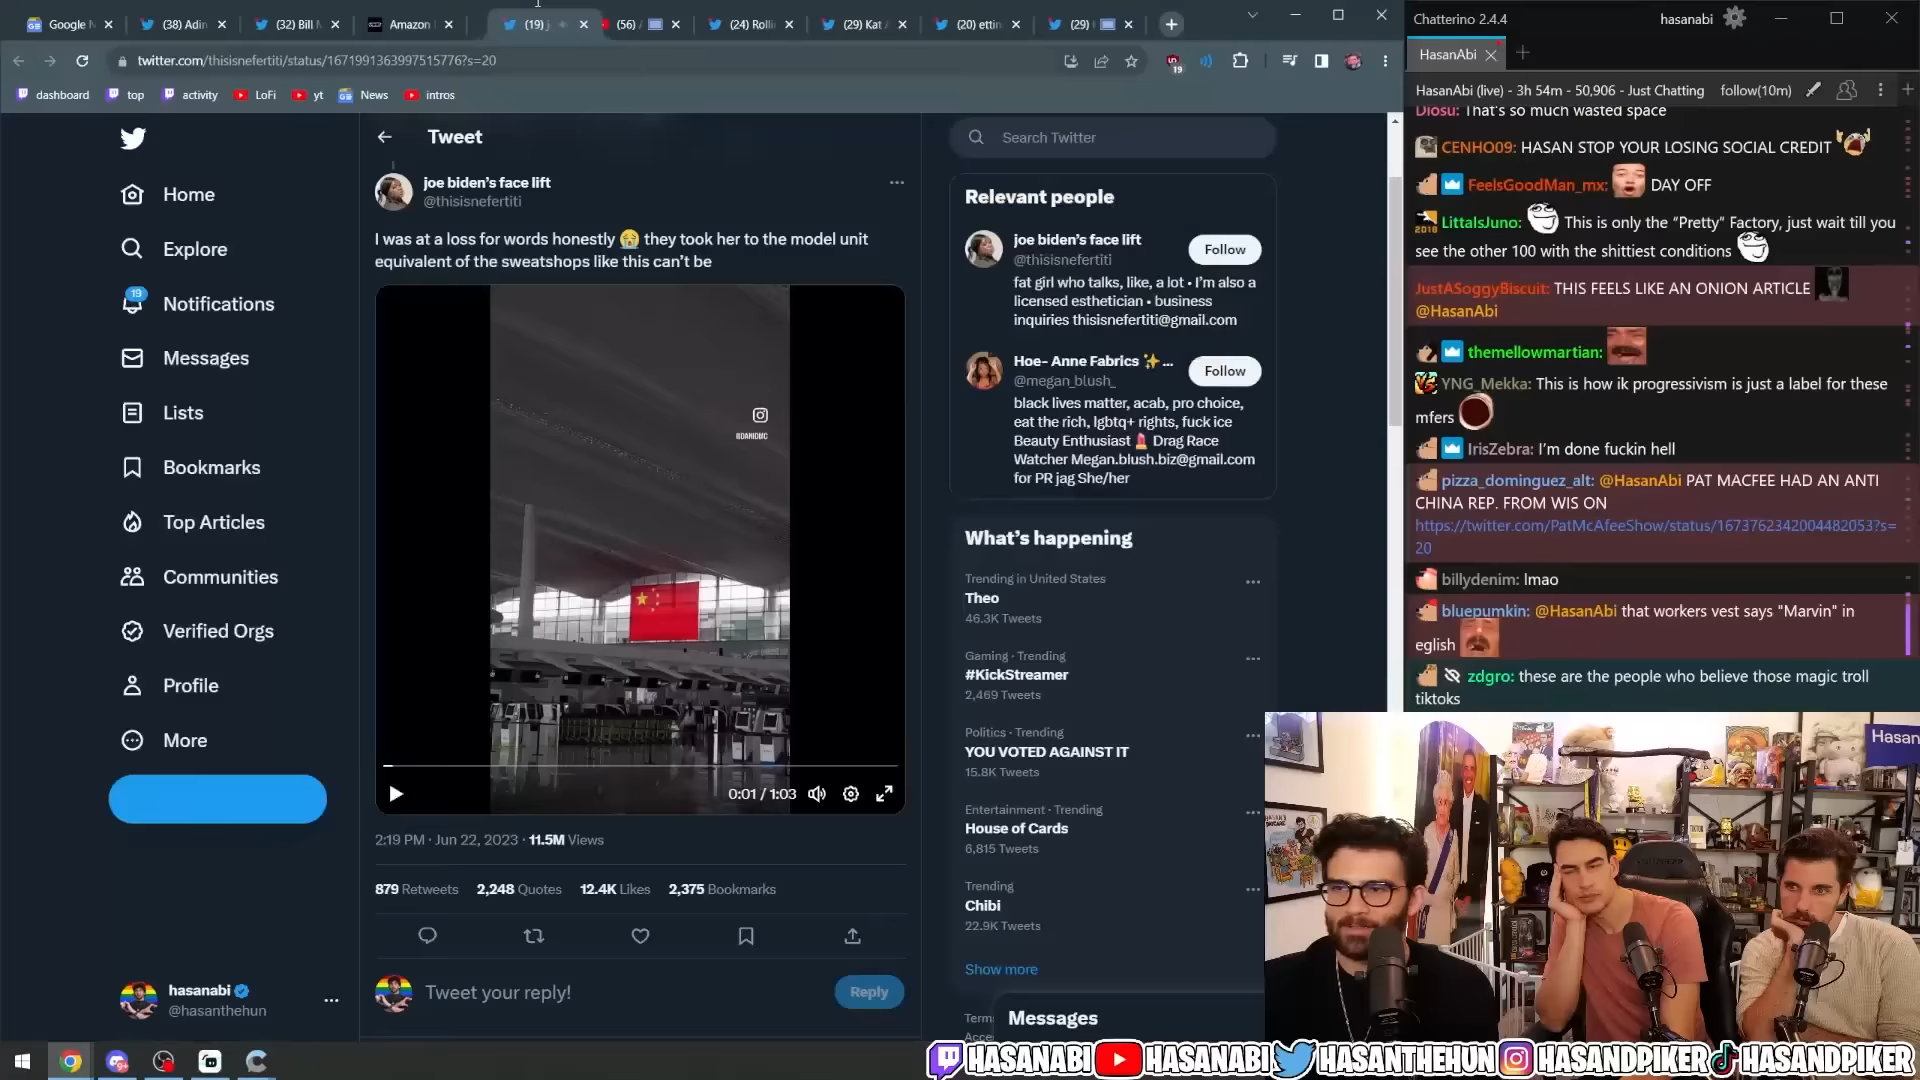 Google N
(38) Adin
(32) Bill M
Amazon
(19) j
(56) /
(24) Rolli
(29) Kat
(20) ettin
(29)
twitter.com/thisisnefertiti/status/1671991363997515776?s=20
19
dashboard
top
activity
LoFi
yt
News
intros
Tweet
Search Twitter
Home
Explore
19
Notifications
Messages
Lists
Bookmarks
Top Articles
Communities
Verified Orgs
Profile
More
hasanabi
@hasanthehun
joe biden's face lift
@thisisnefertiti
I was at a loss for words honestly 😭 they took her to the model unit
equivalent of the sweatshops like this can't be
0:01 / 1:03
2:19 PM · Jun 22, 2023 · 11.5M Views
879 Retweets 2,248 Quotes 12.4K Likes 2,375 Bookmarks
Tweet your reply!
Reply
Relevant people
joe biden's face lift
@thisisnefertiti
Follow
fat girl who talks, like, a lot • I'm also a
licensed esthetician • business
inquiries thisisnefertiti@gmail.com
Hoe- Anne Fabrics ✨...
@megan_blush_
Follow
black lives matter, acab, pro choice,
eat the rich, lgbtq+ rights, fuck ice
Beauty Enthusiast 💄 Drag Race
Watcher Megan.blush.biz@gmail.com
for PR jag She/her
What's happening
Trending in United States
Theo
46.3K Tweets
Gaming · Trending
#KickStreamer
2,469 Tweets
Politics · Trending
YOU VOTED AGAINST IT
15.8K Tweets
Entertainment · Trending
House of Cards
6,815 Tweets
Trending
Chibi
22.9K Tweets
Show more
Messages
Chatterino 2.4.4
hasanabi
HasanAbi
HasanAbi (live) - 3h 54m - 50,906 - Just Chatting
follow(10m)
Diosu: That's so much wasted space
CENHO09: HASAN STOP YOUR LOSING SOCIAL CREDIT
FeelsGoodMan_mx: DAY OFF
LittalsJuno: This is only the "Pretty" Factory, just wait till you
see the other 100 with the shittiest conditions
JustASoggyBiscuit: THIS FEELS LIKE AN ONION ARTICLE
@HasanAbi
themellowmartian:
YNG_Mekka: This is how ik progressivism is just a label for these
mfers
IrisZebra: I'm done fuckin hell
pizza_dominguez_alt: @HasanAbi PAT MACFEE HAD AN ANTI
CHINA REP. FROM WIS ON
https://twitter.com/PatMcAfeeShow/status/1673762342004482053?s=
20
billydenim: lmao
bluepumkin: @HasanAbi that workers vest says "Marvin" in
eglish
zdgro: these are the people who believe those magic troll
tiktoks
Hasan
HASANABI
HASANABI
HASANTHEHUN
HASANDPIKER
HASANDPIKER